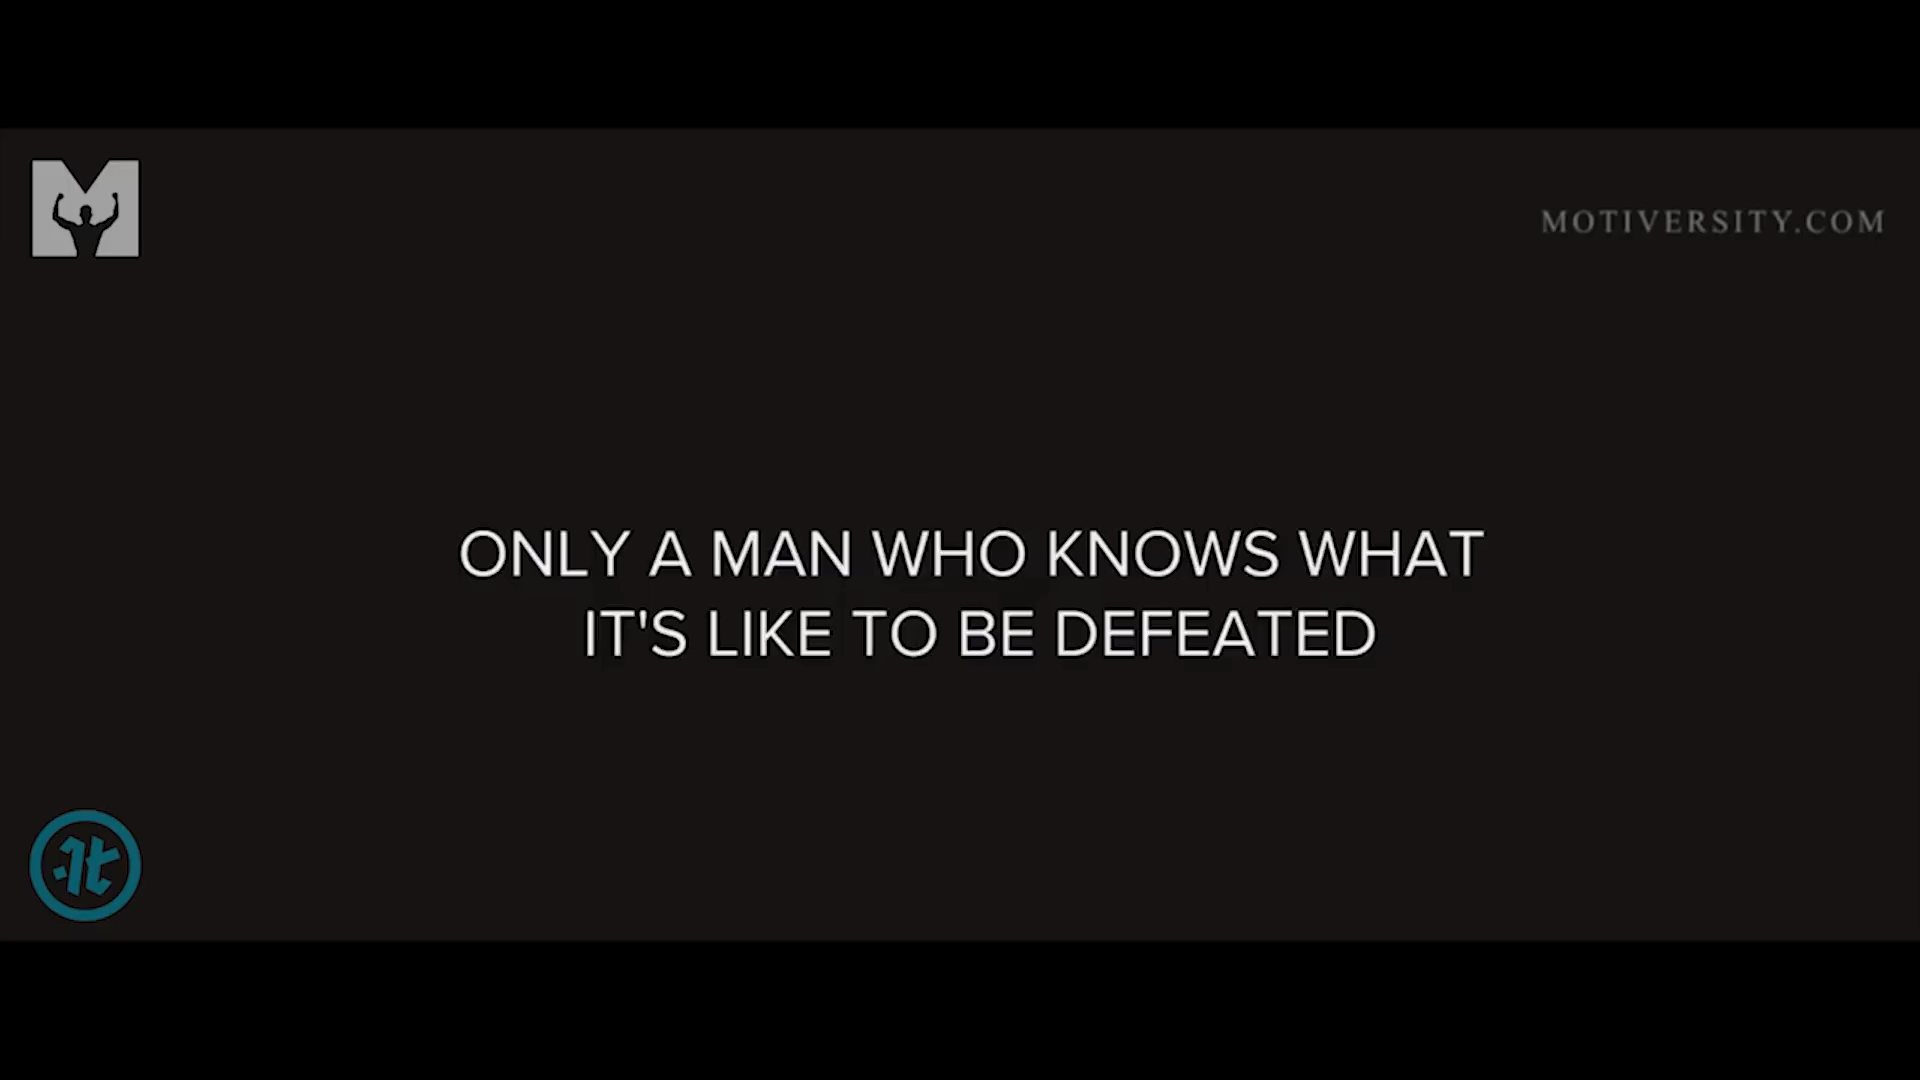 M
MOTIVERSITY.COM
ONLY A MAN WHO KNOWS WHAT
IT'S LIKE TO BE DEFEATED